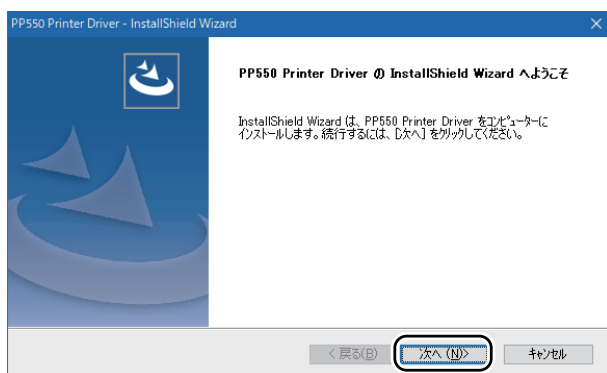 PP550 Printer Driver - InstallShield Wizard
PP550 Printer Driver の InstallShield Wizard へようこそ
InstallShield Wizard は、PP550 Printer Driver をコンピューターに
インストールします。続行するには、[次へ] をクリックしてください。
< 戻る(B)
次へ (N)>
キャンセル